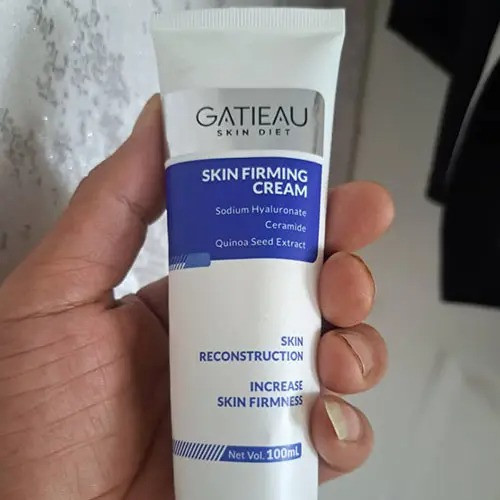 GATIEAU
SKIN DIET
SKIN FIRMING
CREAM
Sodium Hyaluronate
Ceramide
Quinoa Seed Extract
SKIN
RECONSTRUCTION
INCREASE
SKIN FIRMNESS
Net Vol. 100mL